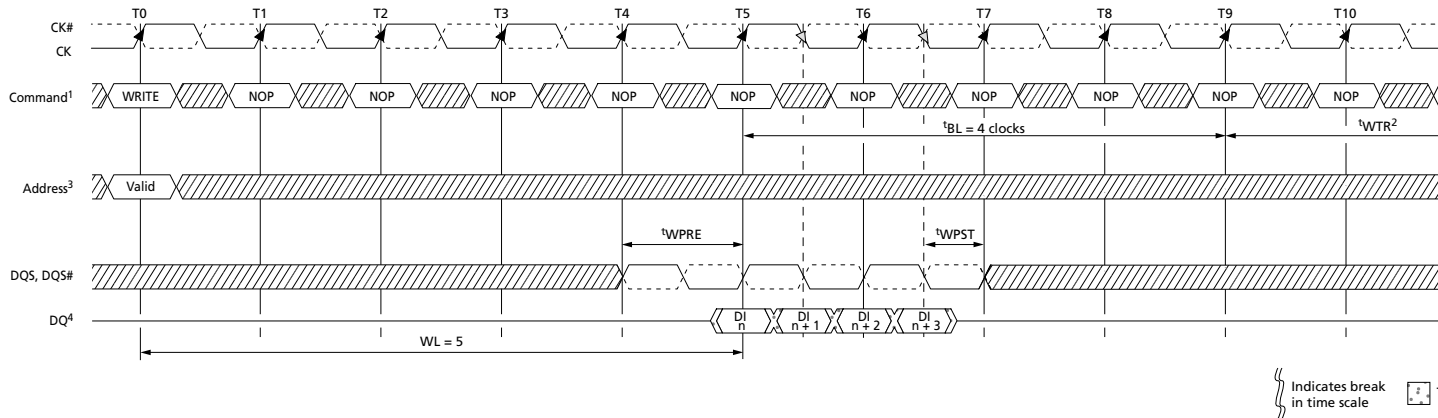 T0 T1 T2 T3 T4 T5 T6 T7 T8 T9 T10
CK#
CK
Command¹ WRITE NOP NOP NOP NOP NOP NOP NOP NOP NOP NOP
ᵗBL = 4 clocks ᵗWTR²
Address³ Valid
ᵗWPRE ᵗWPST
DQS, DQS#
DQ⁴ DI n DI n + 1 DI n + 2 DI n + 3
WL = 5
Indicates break
in time scale